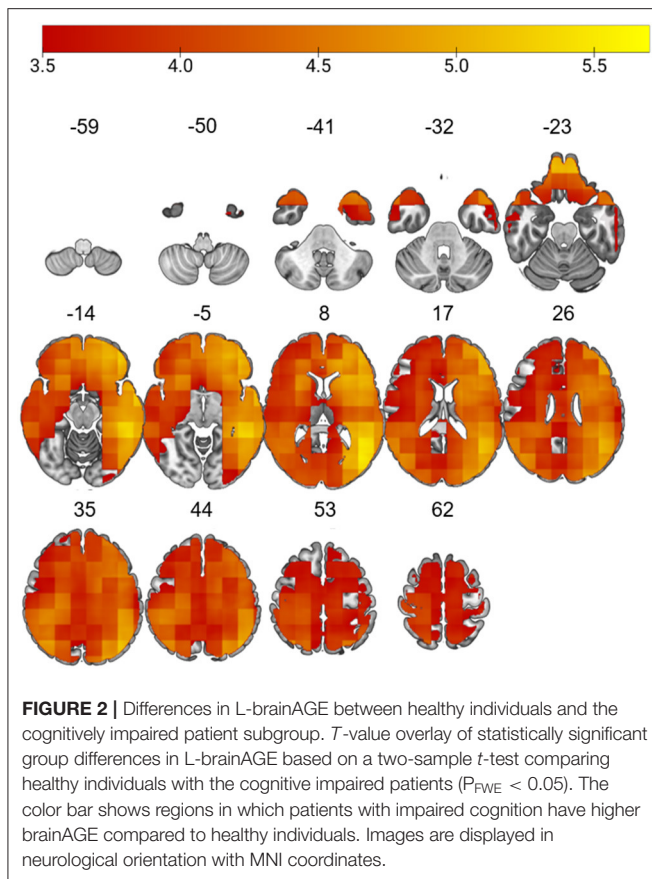 3.5 4.0 4.5 5.0 5.5
-59 -50 -41 -32 -23
-14 -5 8 17 26
35 44 53 62
FIGURE 2 | Differences in L-brainAGE between healthy individuals and the
cognitively impaired patient subgroup. T-value overlay of statistically significant
group differences in L-brainAGE based on a two-sample t-test comparing
healthy individuals with the cognitive impaired patients (PFWE < 0.05). The
color bar shows regions in which patients with impaired cognition have higher
brainAGE compared to healthy individuals. Images are displayed in
neurological orientation with MNI coordinates.